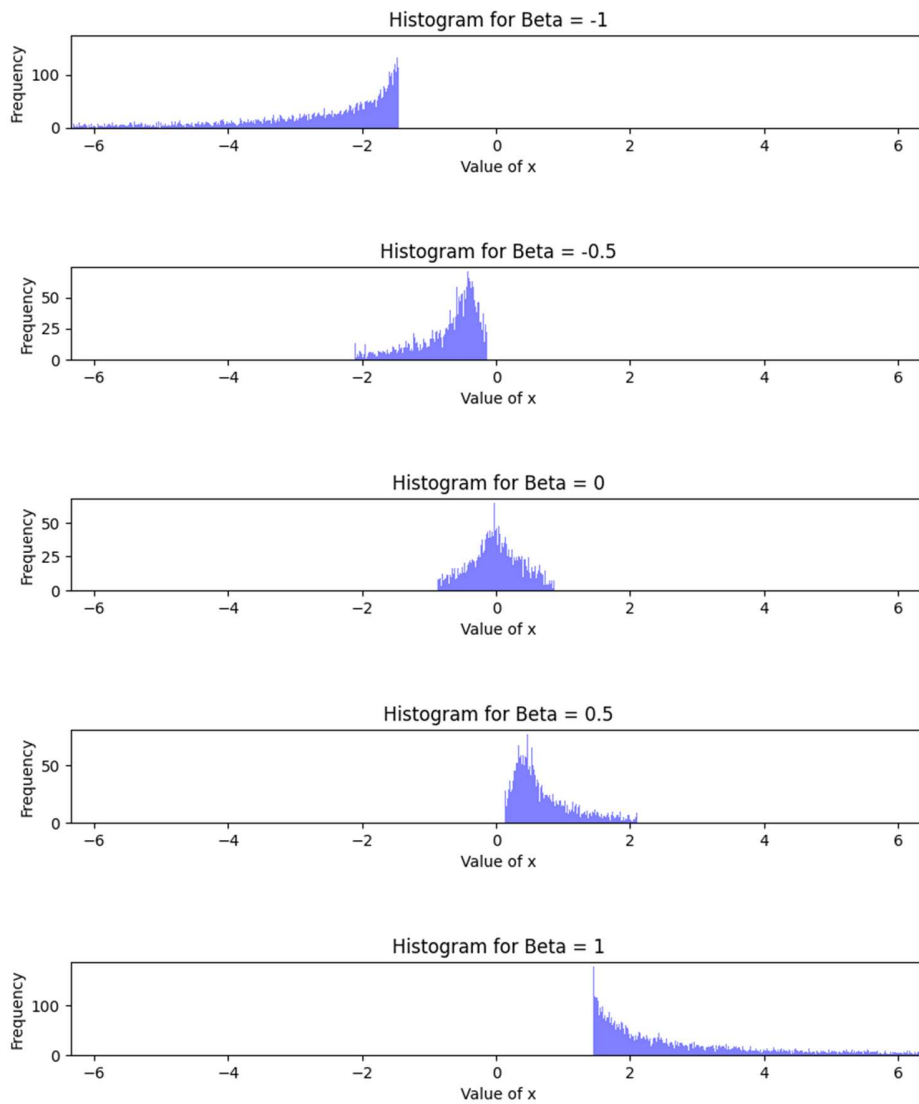 Histogram for Beta = -1
Frequency
100
0
−6 −4 −2 0 2 4 6
Value of x
Histogram for Beta = -0.5
Frequency
50
25
0
−6 −4 −2 0 2 4 6
Value of x
Histogram for Beta = 0
Frequency
50
25
0
−6 −4 −2 0 2 4 6
Value of x
Histogram for Beta = 0.5
Frequency
50
0
−6 −4 −2 0 2 4 6
Value of x
Histogram for Beta = 1
Frequency
100
0
−6 −4 −2 0 2 4 6
Value of x